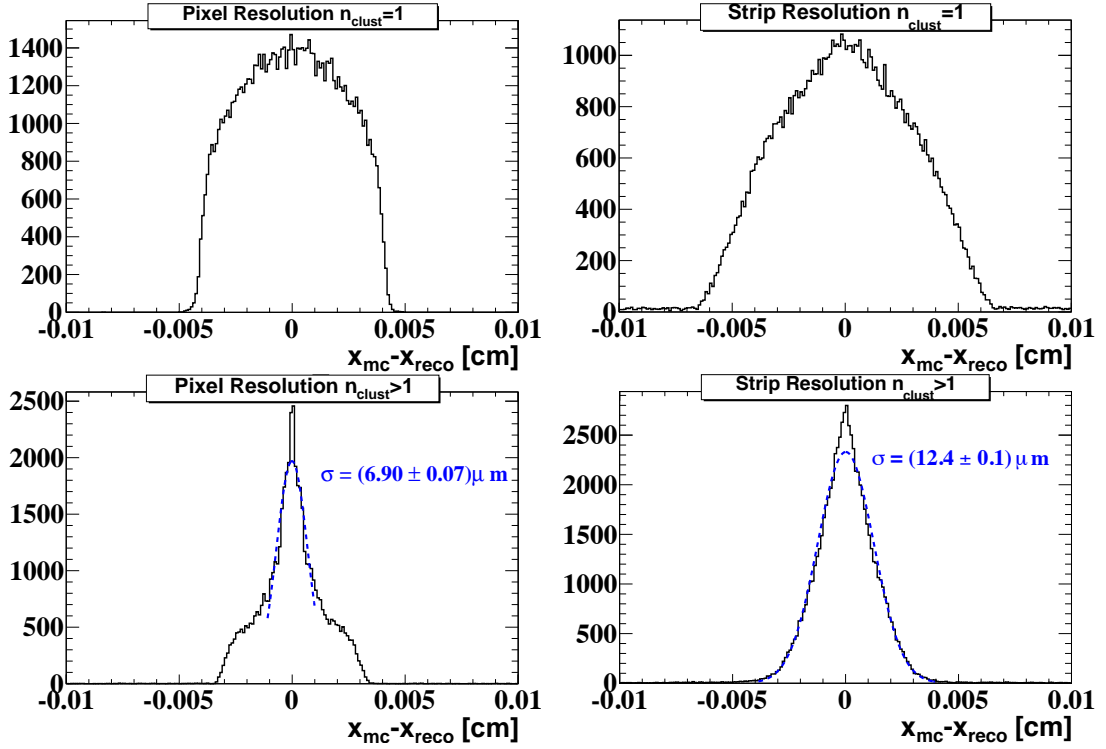 Pixel Resolution n_clust=1
1400
1200
1000
800
600
400
200
0
-0.01 -0.005 0 0.005 0.01
x_mc-x_reco [cm]
Strip Resolution n_clust=1
1000
800
600
400
200
0
-0.01 -0.005 0 0.005 0.01
x_mc-x_reco [cm]
Pixel Resolution n_clust>1
2500
2000
1500
1000
500
0
σ = (6.90 ± 0.07)μ m
-0.01 -0.005 0 0.005 0.01
x_mc-x_reco [cm]
Strip Resolution n_clust>1
2500
2000
1500
1000
500
0
σ = (12.4 ± 0.1) μ m
-0.01 -0.005 0 0.005 0.01
x_mc-x_reco [cm]